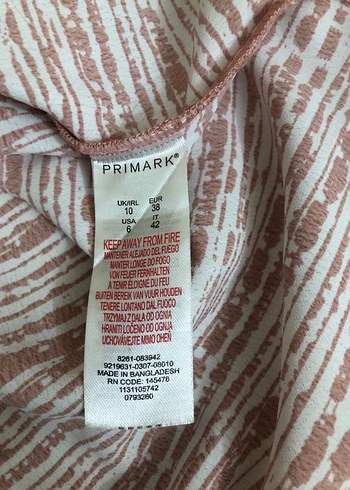 PRIMARK®
UK/IRL EUR
10 38
USA IT
6 42
KEEP AWAY FROM FIRE
MANTENER ALEJADO DEL FUEGO
MANTER LONGE DO FOGO
VON FEUER FERNHALTEN
A TENIR ÉLOIGNÉ DU FEU
BUITEN BEREIK VAN VUUR HOUDEN
TENERE LONTANO DAL FUOCO
TRZYMAJ Z DALA OD OGNIA
HRANITI LOČENO OD OGNJA
UCHOVÁVEJTE MIMO OHEŇ
8261-083942
9219631-0307-08010
MADE IN BANGLADESH
RN CODE: 145476
1131105742
0793260